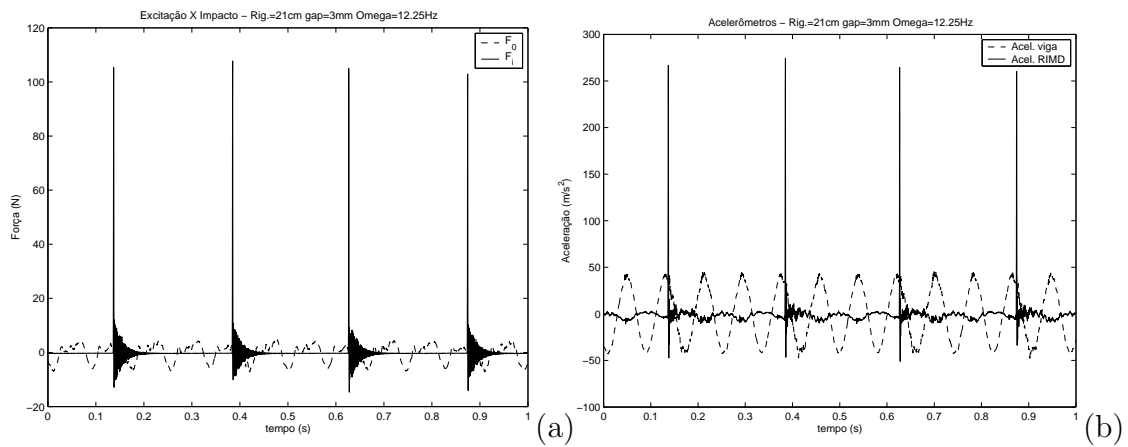 Excitação X Impacto – Rig.=21cm gap=3mm Omega=12.25Hz
120
100
80
60
40
20
0
−20
Força (N)
F0
Fi
0 0.1 0.2 0.3 0.4 0.5 0.6 0.7 0.8 0.9 1
tempo (s)
(a)
Acelerômetros – Rig.=21cm gap=3mm Omega=12.25Hz
300
250
200
150
100
50
0
−50
−100
Aceleração (m/s²)
Acel. viga
Acel. RIMD
0 0.1 0.2 0.3 0.4 0.5 0.6 0.7 0.8 0.9 1
tempo (s)
(b)